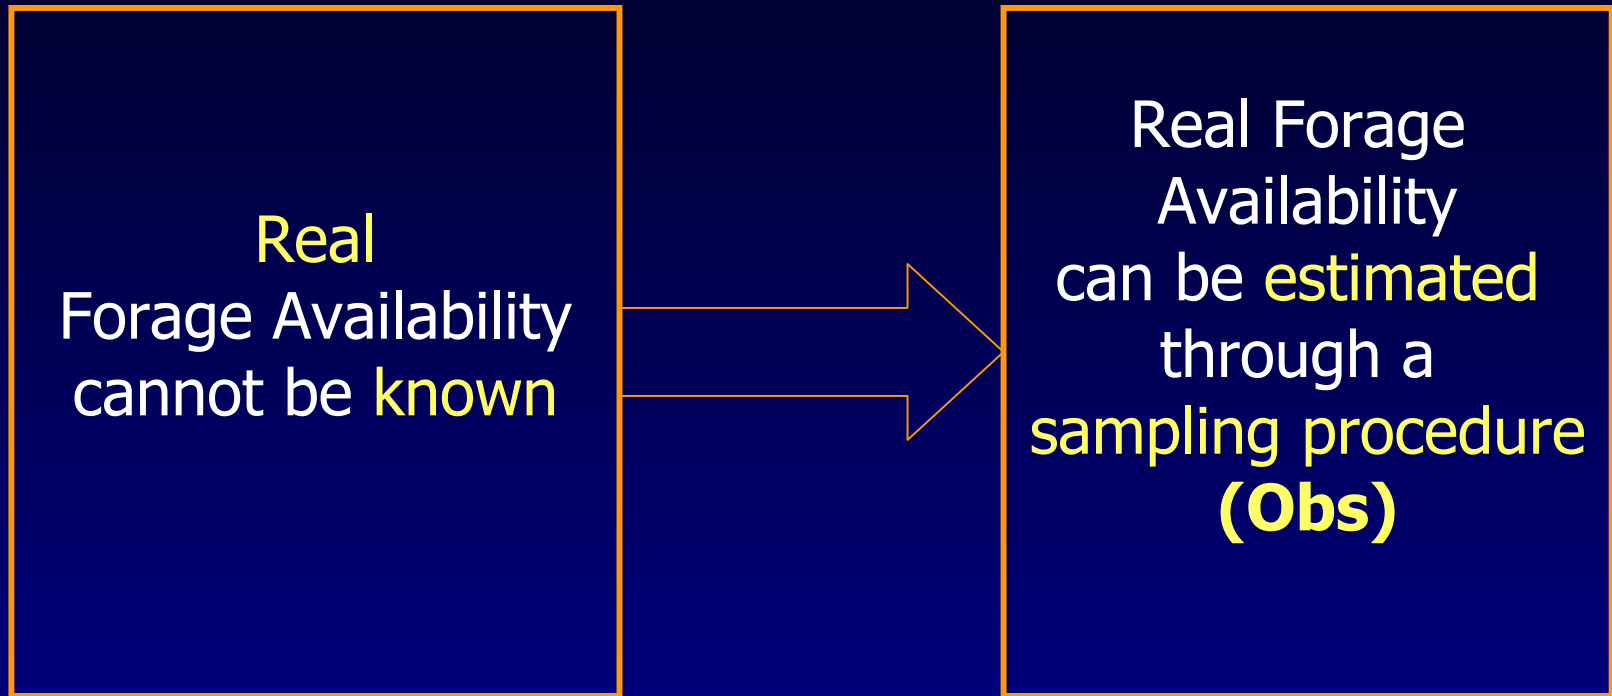 Real
Forage Availability
cannot be known
Real Forage
Availability
can be estimated
through a
sampling procedure
(Obs)